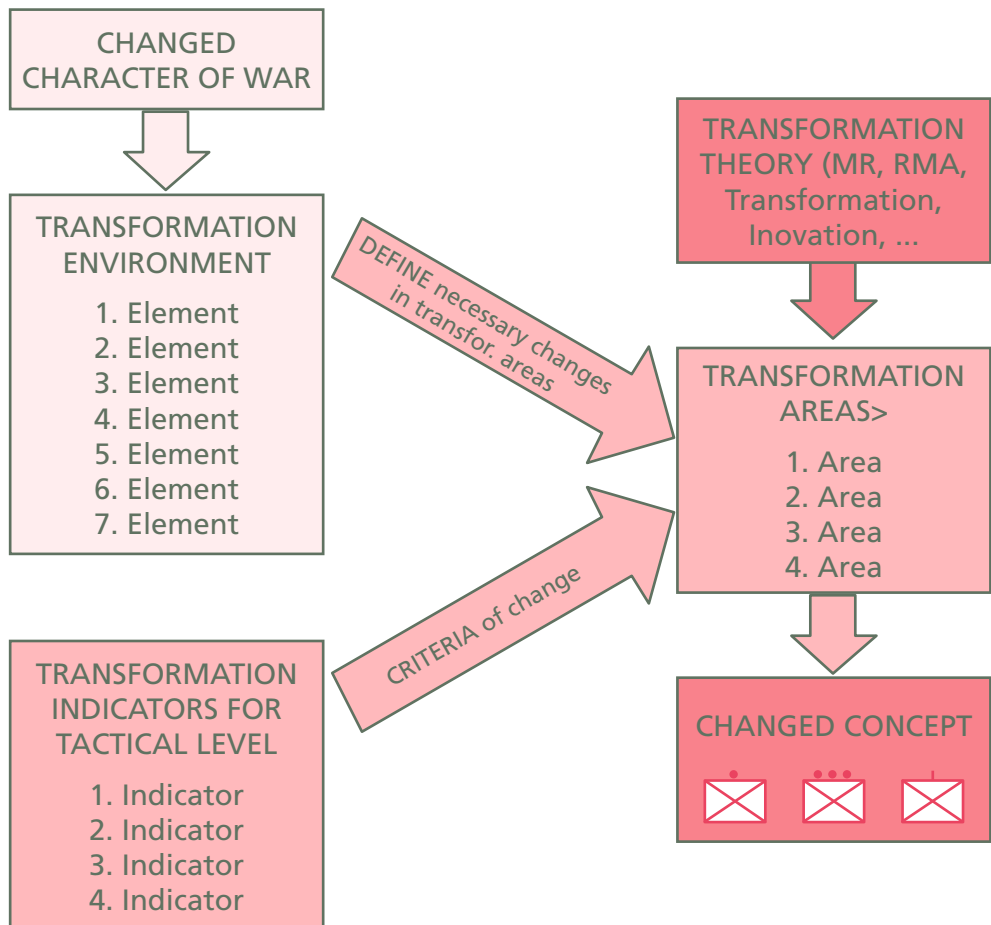 CHANGED
CHARACTER OF WAR
TRANSFORMATION
ENVIRONMENT
1. Element
2. Element
3. Element
4. Element
5. Element
6. Element
7. Element
TRANSFORMATION
INDICATORS FOR
TACTICAL LEVEL
1. Indicator
2. Indicator
3. Indicator
4. Indicator
DEFINE necessary changes
in transfor. areas
CRITERIA of change
TRANSFORMATION
THEORY (MR, RMA,
Transformation,
Inovation, ...
TRANSFORMATION
AREAS>
1. Area
2. Area
3. Area
4. Area
CHANGED CONCEPT